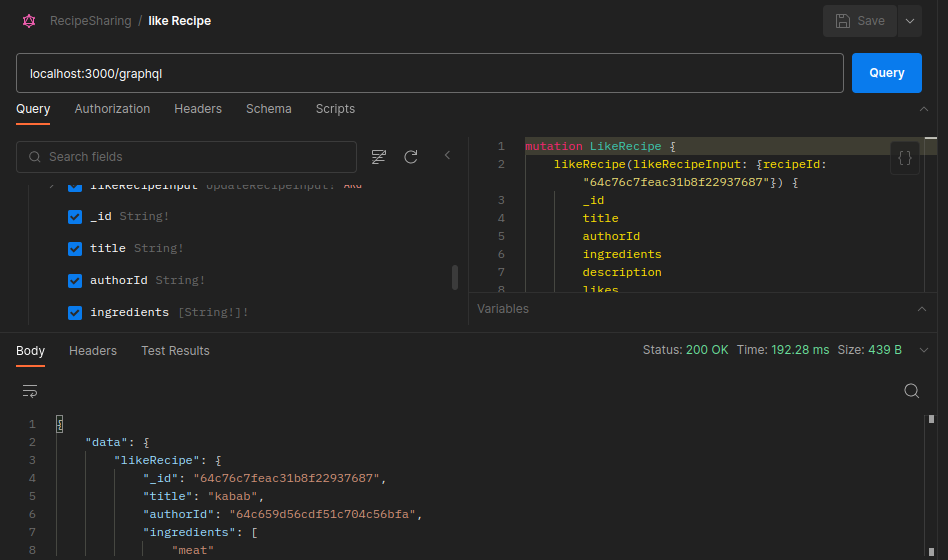 RecipeSharing / like Recipe
Save
localhost:3000/graphql
Query
Query Authorization Headers Schema Scripts
Search fields
likeRecipeInput UpdateRecipeInput! ARG
_id String!
title String!
authorId String!
ingredients [String!]!
1 mutation LikeRecipe {
2 likeRecipe(likeRecipeInput: {recipeId:
"64c76c7feac31b8f22937687"}) {
3 _id
4 title
5 authorId
6 ingredients
7 description
8 likes
{}
Variables
Body Headers Test Results
Status: 200 OK Time: 192.28 ms Size: 439 B
1 {
2 "data": {
3 "likeRecipe": {
4 "_id": "64c76c7feac31b8f22937687",
5 "title": "kabab",
6 "authorId": "64c659d56cdf51c704c56bfa",
7 "ingredients": [
8 "meat"